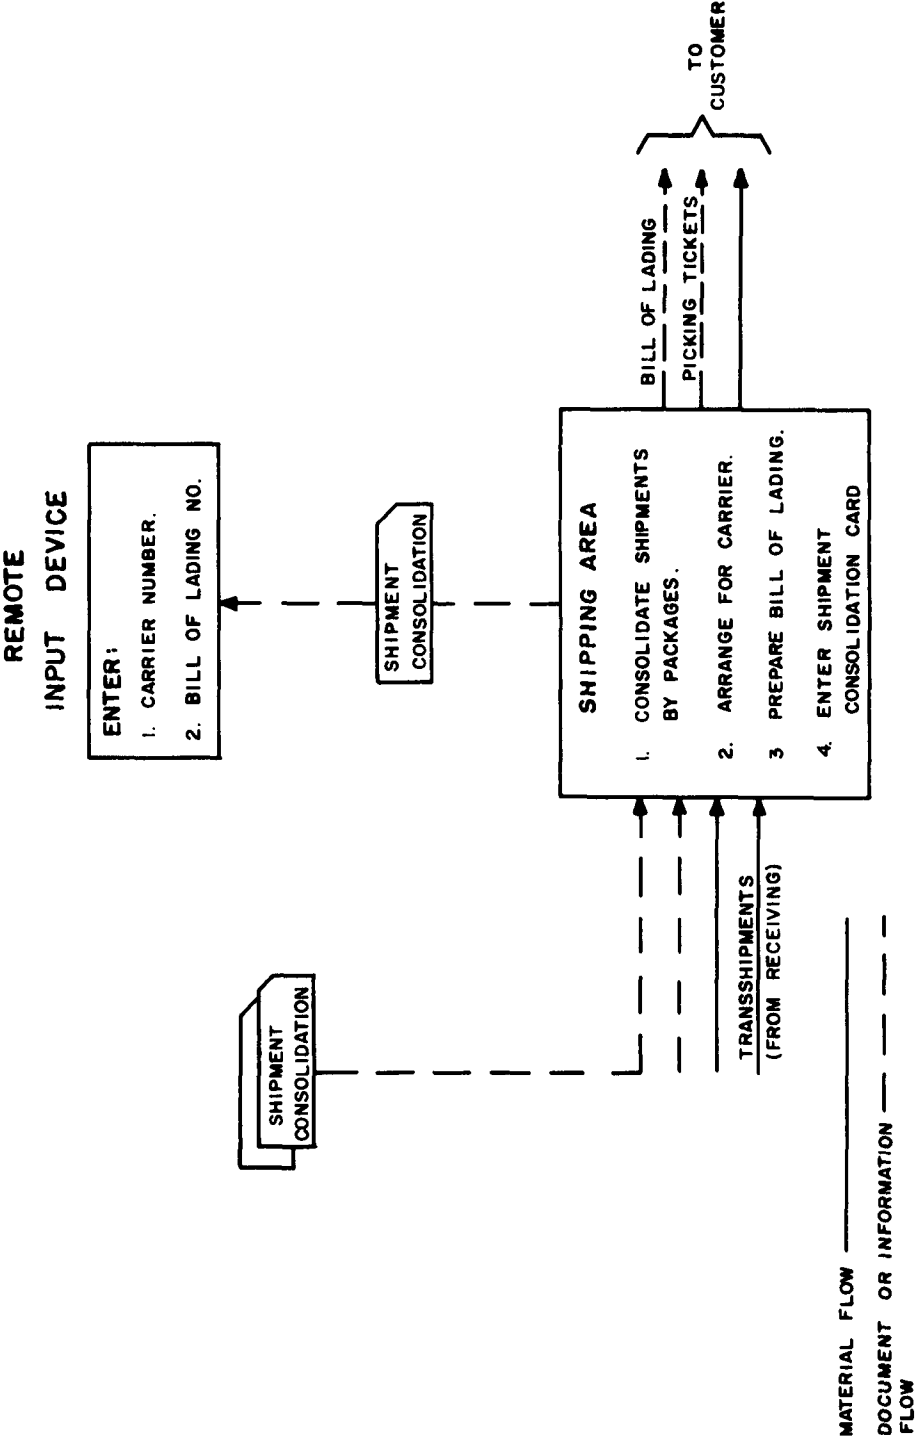 REMOTE
INPUT DEVICE
ENTER:
1. CARRIER NUMBER.
2. BILL OF LADING NO.
SHIPMENT
CONSOLIDATION
SHIPMENT
CONSOLIDATION
SHIPPING AREA
1. CONSOLIDATE SHIPMENTS
BY PACKAGES.
2. ARRANGE FOR CARRIER.
3 PREPARE BILL OF LADING.
4. ENTER SHIPMENT
CONSOLIDATION CARD
TRANSSHIPMENTS
(FROM RECEIVING)
BILL OF LADING
PICKING TICKETS
TO
CUSTOMER
MATERIAL FLOW
DOCUMENT OR INFORMATION
FLOW